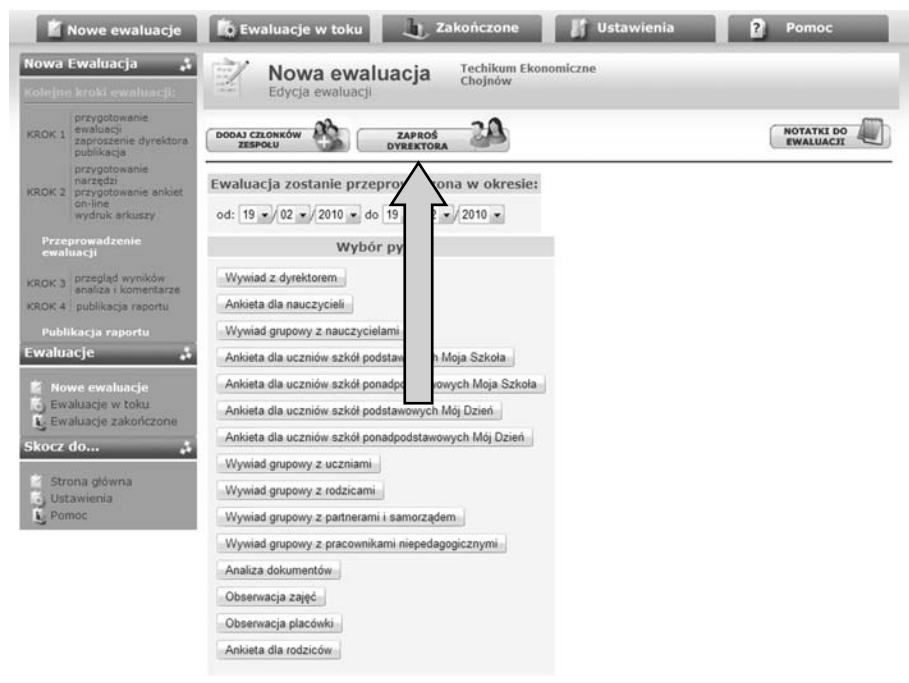 Nowe ewaluacje
Ewaluacje w toku
Zakończone
Ustawienia
Pomoc
Nowa Ewaluacja
Kolejne kroki ewaluacji:
KROK 1
przygotowanie
ewaluacji
zaproszenie dyrektora
publikacja
KROK 2
przygotowanie
narzędzi
przygotowanie ankiet
on-line
wydruk arkuszy
Przeprowadzenie
ewaluacji
KROK 3
przegląd wyników
analiza i komentarze
KROK 4
publikacja raportu
Publikacja raportu
Ewaluacje
Nowe ewaluacje
Ewaluacje w toku
Ewaluacje zakończone
Skocz do...
Strona główna
Ustawienia
Pomoc
Nowa ewaluacja
Edycja ewaluacji
Techikum Ekonomiczne
Chojnów
DODAJ CZŁONKÓW
ZESPOŁU
ZAPROŚ
DYREKTORA
NOTATKI DO
EWALUACJI
Ewaluacja zostanie w okresie:
od: 19 / 02 / 2010 do 19 / 2010
Wybór
Wywiad z dyrektorem
Ankieta dla nauczycieli
Wywiad grupowy z nauczycielami
Ankieta dla uczniów szkół Moja Szkoła
Ankieta dla uczniów szkół Moja Szkoła
Ankieta dla uczniów szkół podstawowych Mój Dzień
Ankieta dla uczniów szkół ponadpodstawowych Mój Dzień
Wywiad grupowy z uczniami
Wywiad grupowy z rodzicami
Wywiad grupowy z partnerami i samorządem
Wywiad grupowy z pracownikami niepedagogicznymi
Analiza dokumentów
Obserwacja zajęć
Obserwacja placówki
Ankieta dla rodziców